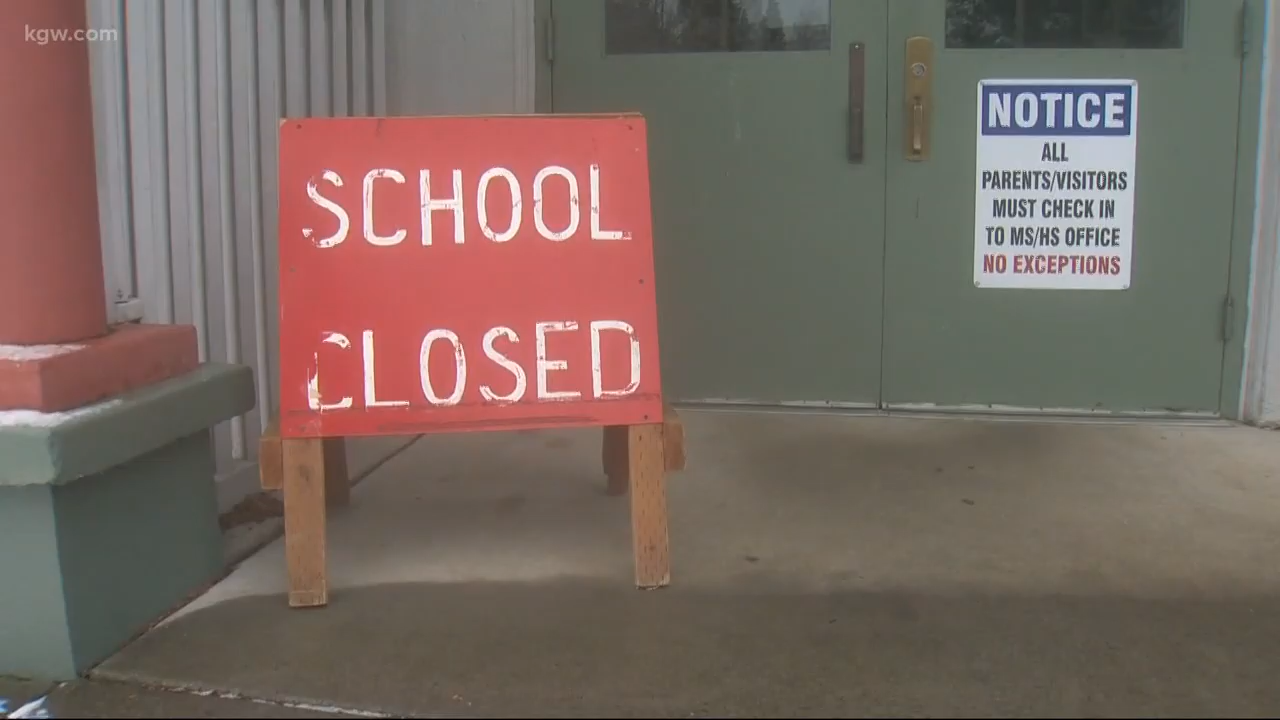 kgw.com
SCHOOL
CLOSED
NOTICE
ALL
PARENTS/VISITORS
MUST CHECK IN
TO MS/HS OFFICE
NO EXCEPTIONS